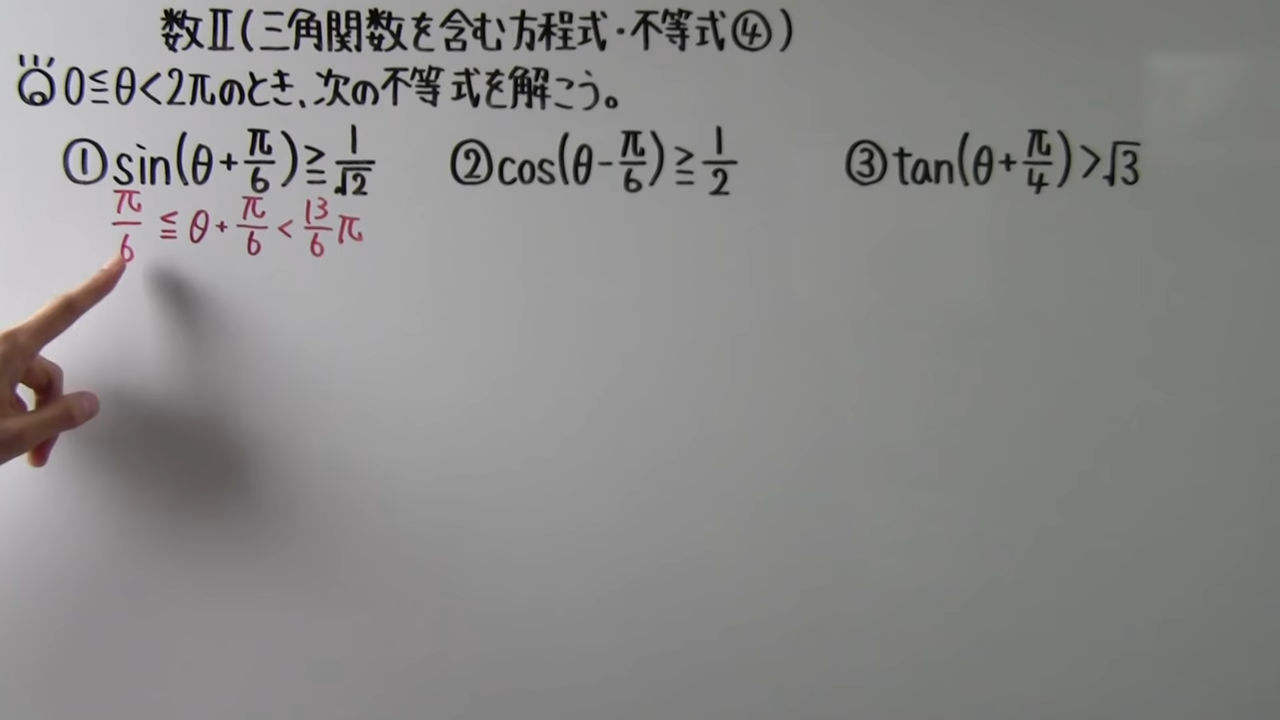 数Ⅱ(三角関数を含む方程式・不等式④)
0≦θ<2πのとき、次の不等式を解こう。
①sin(θ+π/6)≧1/√2 ②cos(θ-π/6)≧1/2 ③tan(θ+π/4)>√3
π/6≦θ+π/6<13/6π